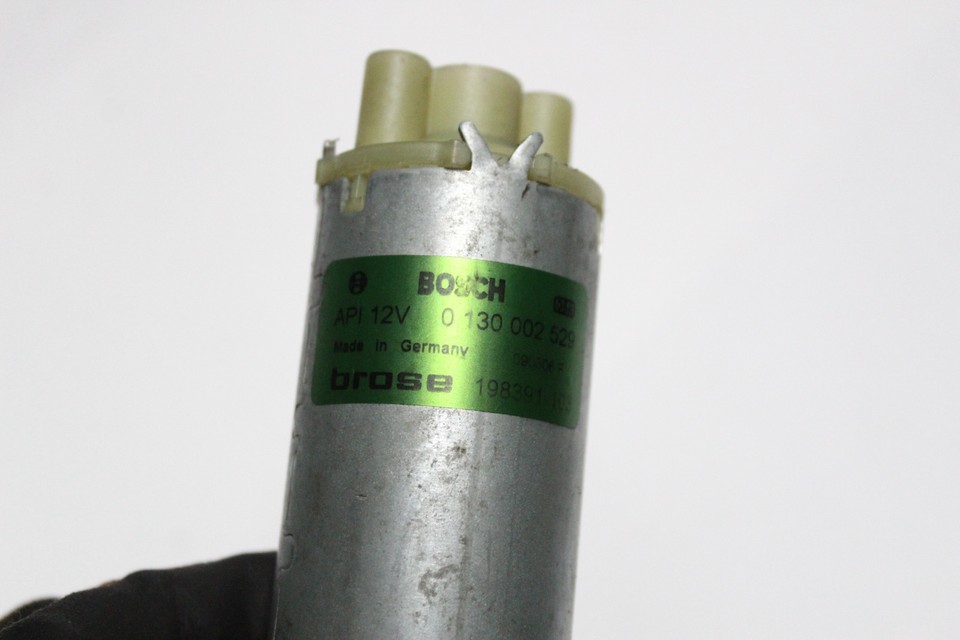 BOSCH
API 12V 0 130 002 529
Made in Germany
brose